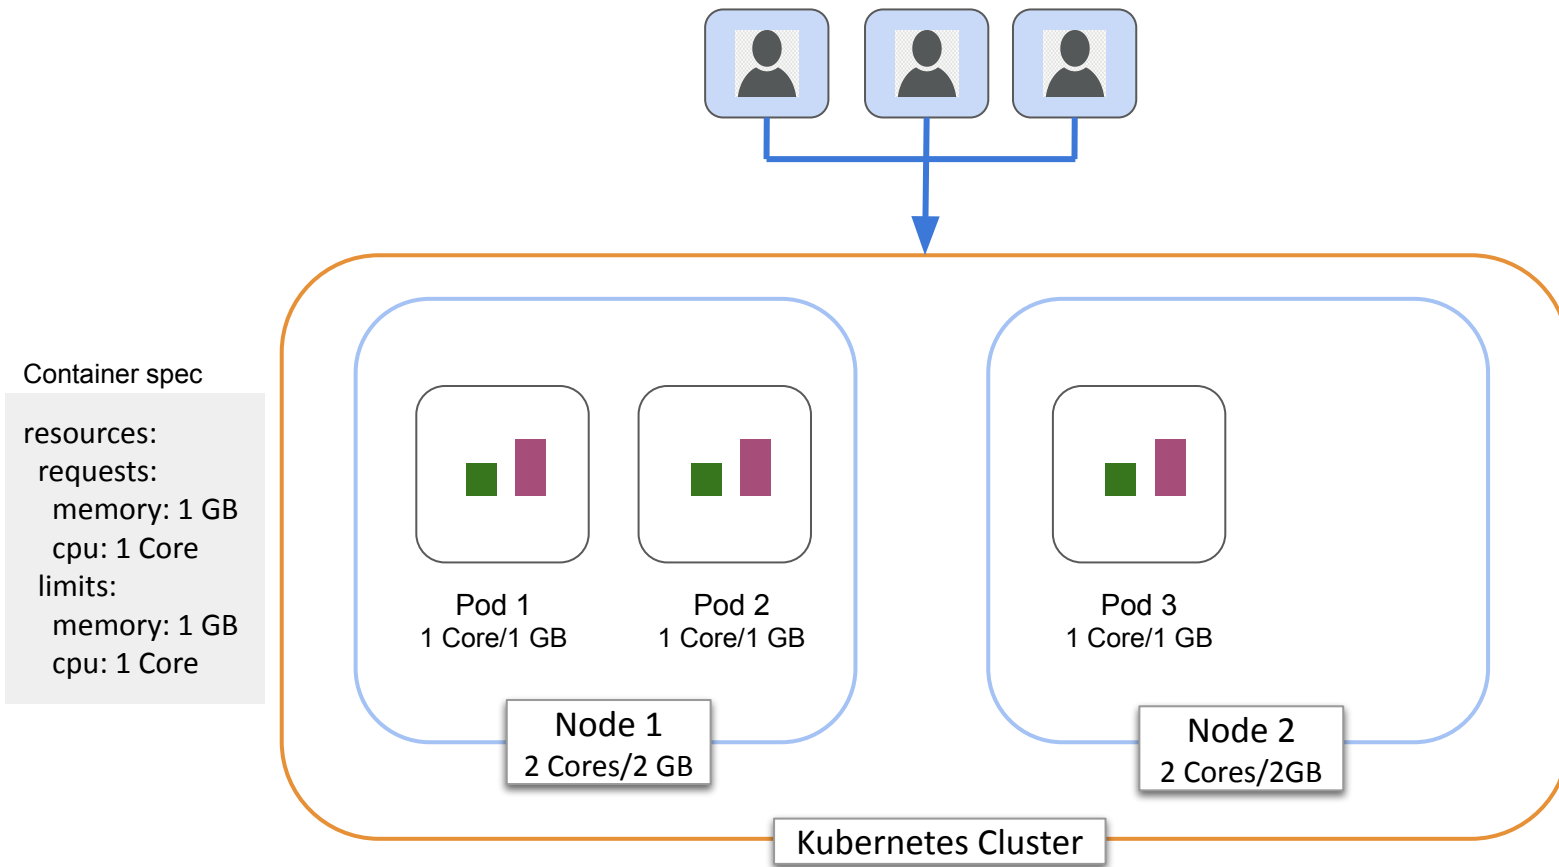 Container spec
resources:
requests:
memory: 1 GB
cpu: 1 Core
limits:
memory: 1 GB
cpu: 1 Core
Pod 1
1 Core/1 GB
Pod 2
1 Core/1 GB
Pod 3
1 Core/1 GB
Node 1
2 Cores/2 GB
Node 2
2 Cores/2GB
Kubernetes Cluster